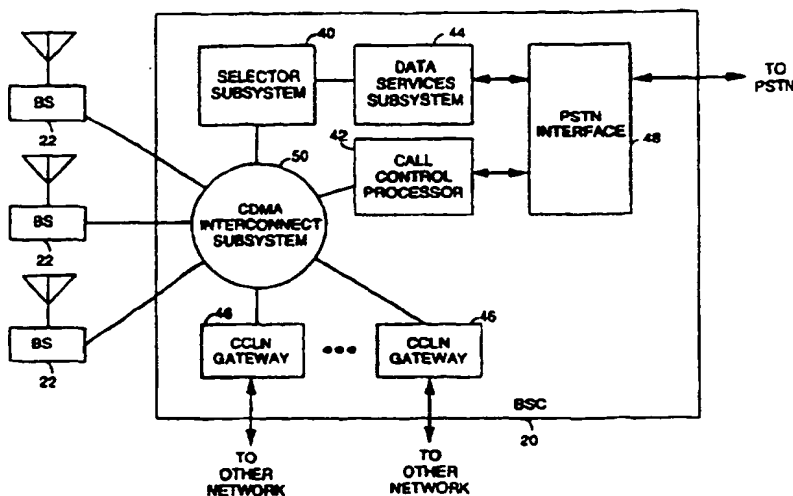 40
SELECTOR
SUBSYSTEM
44
DATA
SERVICES
SUBSYSTEM
PSTN
INTERFACE
48
TO
PSTN
BS
22
BS
22
BS
22
50
CDMA
INTERCONNECT
SUBSYSTEM
42
CALL
CONTROL
PROCESSOR
46
CCLN
GATEWAY
46
CCLN
GATEWAY
BSC
20
TO
OTHER
NETWORK
TO
OTHER
NETWORK